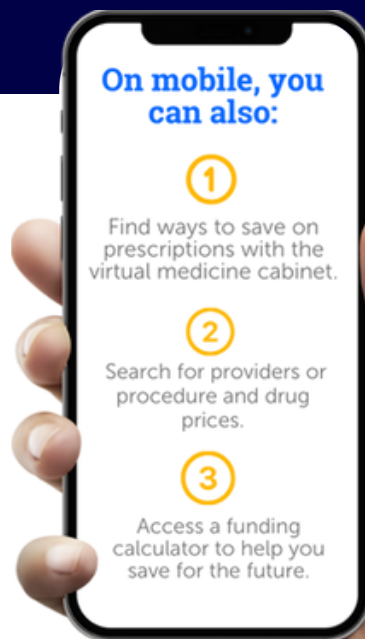 On mobile, you
can also:
1
Find ways to save on
prescriptions with the
virtual medicine cabinet.
2
Search for providers or
procedure and drug
prices.
3
Access a funding
calculator to help you
save for the future.